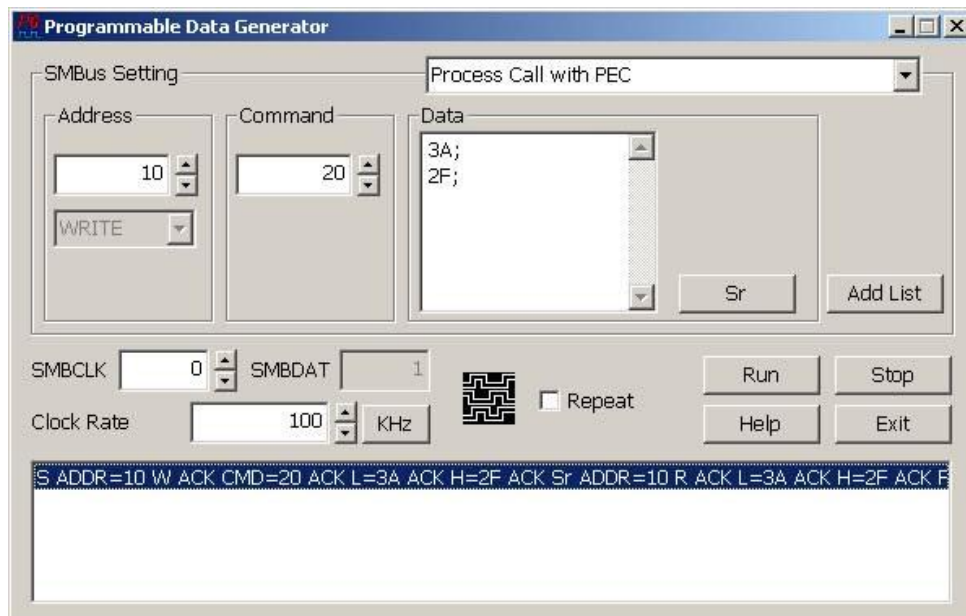 Programmable Data Generator
SMBus Setting
Process Call with PEC
Address
Command
Data
10
20
3A;
2F;
WRITE
Sr
Add List
SMBCLK
0
SMBDAT
1
Repeat
Run
Stop
Clock Rate
100
KHz
Help
Exit
S ADDR=10 W ACK CMD=20 ACK L=3A ACK H=2F ACK Sr ADDR=10 R ACK L=3A ACK H=2F ACK